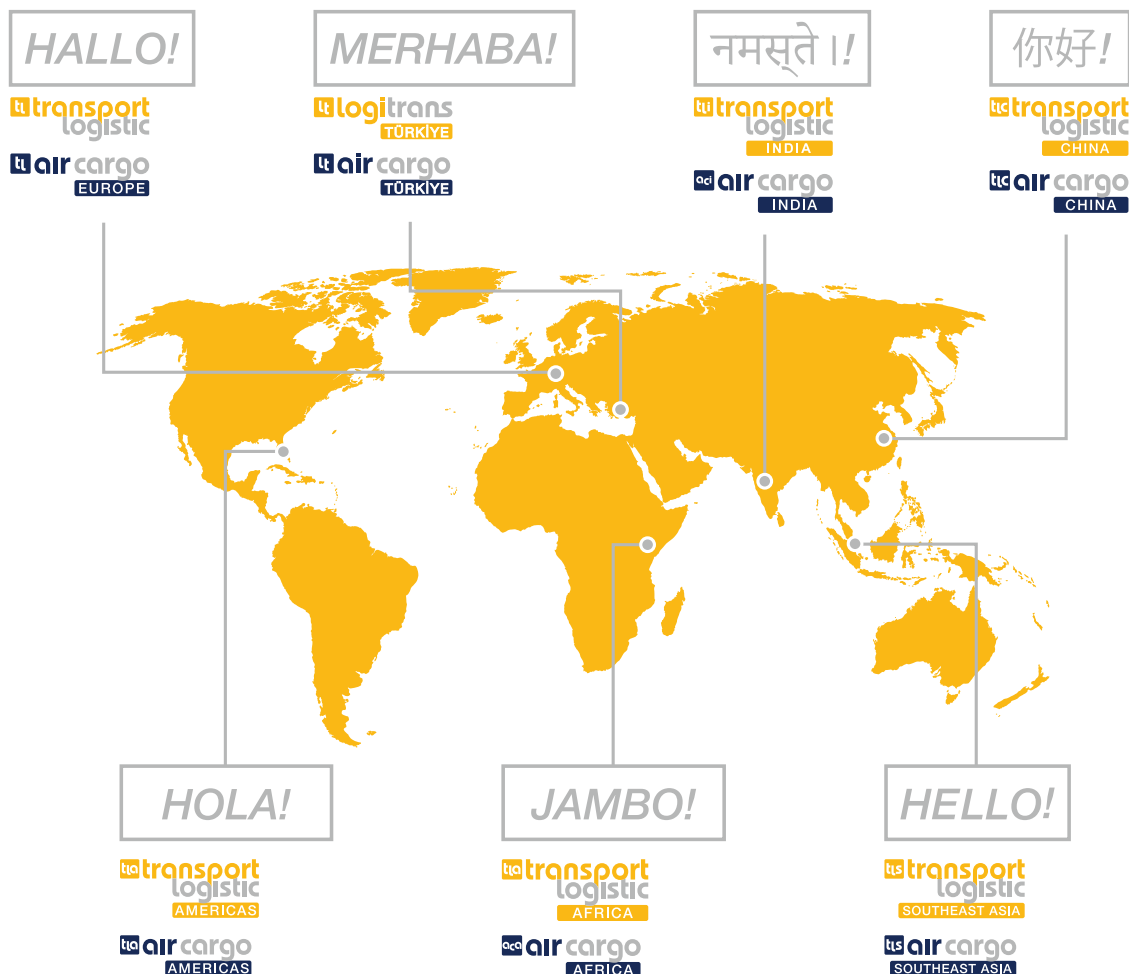 HALLO!
tl transport
logistic
tl air cargo
EUROPE
MERHABA!
lt logitrans
TÜRKİYE
lt air cargo
TÜRKİYE
नमस्ते।!
tli transport
logistic
INDIA
aci air cargo
INDIA
你好!
tlc transport
logistic
CHINA
tlc air cargo
CHINA
HOLA!
tla transport
logistic
AMERICAS
tla air cargo
AMERICAS
JAMBO!
tla transport
logistic
AFRICA
aca air cargo
AFRICA
HELLO!
tls transport
logistic
SOUTHEAST ASIA
tls air cargo
SOUTHEAST ASIA